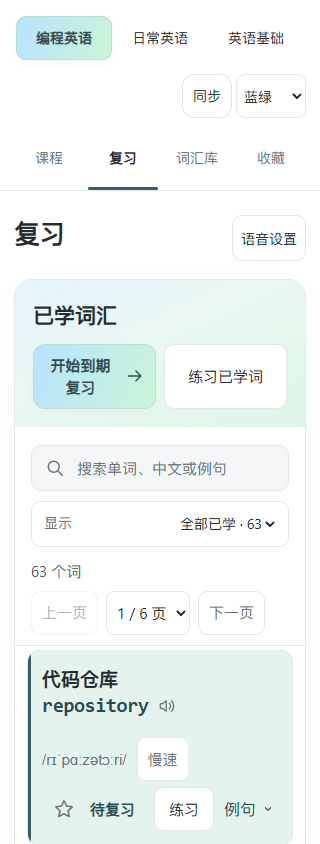 编程英语 日常英语 英语基础
同步 蓝绿
课程 复习 词汇库 收藏
复习 语音设置
已学词汇
开始到期
复习
练习已学词
搜索单词、中文或例句
显示 全部已学 · 63
63 个词
上一页 1 / 6 页 下一页
代码仓库
repository
/rɪˈpɑːzətɔːri/ 慢速
待复习 练习 例句